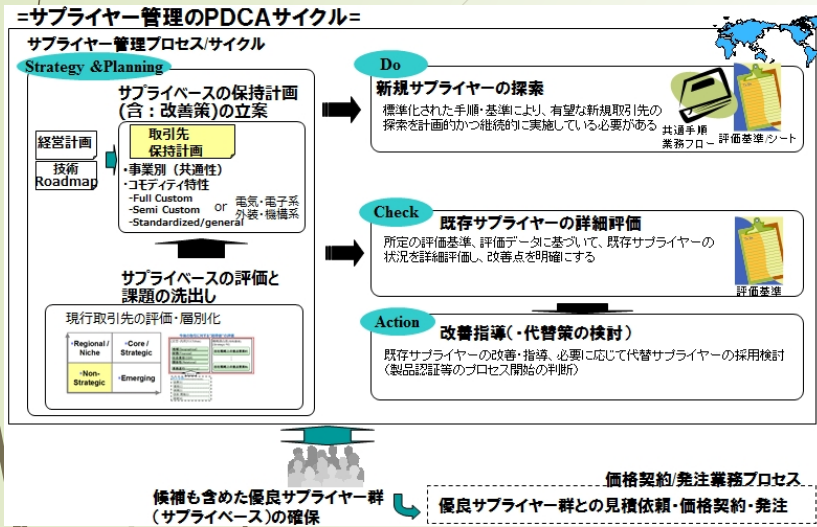 =サプライヤー管理のPDCAサイクル=
サプライヤー管理プロセス/サイクル
Strategy &Planning
サプライベースの保持計画
(含：改善策)の立案
経営計画
技術
Roadmap
取引先
保持計画
・事業別（共通性）
・コモディティ特性
-Full Custom
-Semi Custom
-Standardized/general
or
電気・電子系
外装・機構系
サプライベースの評価と
課題の洗出し
現行取引先の評価・層別化
・Regional /
Niche
・Core /
Strategic
・Non-
Strategic
・Emerging
Do
新規サプライヤーの探索
標準化された手順・基準により、有望な新規取引先の
探索を計画的かつ継続的に実施している必要がある
共通手順
業務フロー
評価基準/シート
Check
既存サプライヤーの詳細評価
所定の評価基準、評価データに基づいて、既存サプライヤーの
状況を詳細評価し、改善点を明確にする
評価基準
Action
改善指導（・代替策の検討）
既存サプライヤーの改善・指導、必要に応じて代替サプライヤーの採用検討
（製品認証等のプロセス開始の判断）
候補も含めた優良サプライヤー群
（サプライベース）の確保
価格契約/発注業務プロセス
優良サプライヤー群との見積依頼・価格契約・発注